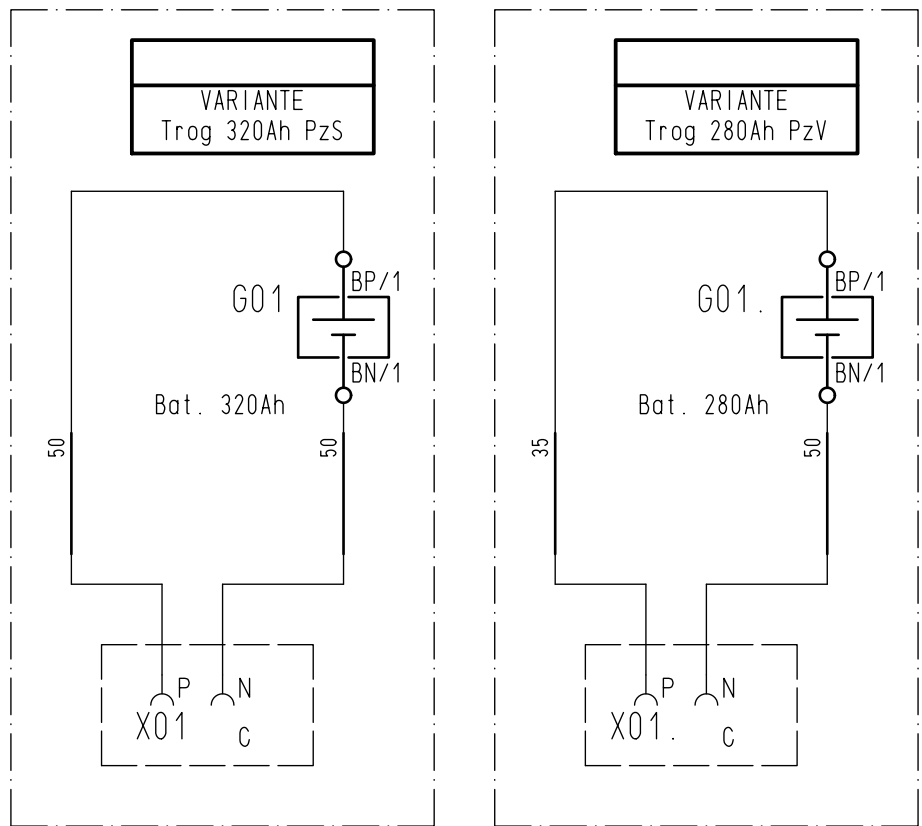 VARIANTE
Trog 320Ah PzS
BP/1
G01
BN/1
Bat. 320Ah
50
50
P
N
X01
C
VARIANTE
Trog 280Ah PzV
BP/1
G01.
BN/1
Bat. 280Ah
35
50
P
N
X01.
C